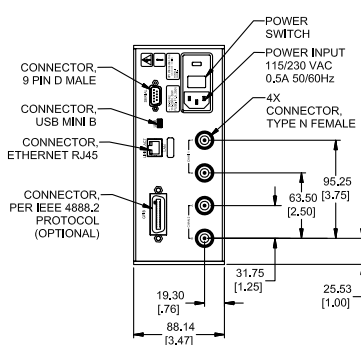 POWER
SWITCH
POWER INPUT
115/230 VAC
0.5A 50/60Hz
4X
CONNECTOR,
TYPE N FEMALE
CONNECTOR,
9 PIN D MALE
CONNECTOR,
USB MINI B
CONNECTOR,
ETHERNET RJ45
CONNECTOR,
PER IEEE 4888.2
PROTOCOL
(OPTIONAL)
95.25
[3.75]
63.50
[2.50]
31.75
[1.25]
25.53
[1.00]
19.30
[.76]
88.14
[3.47]